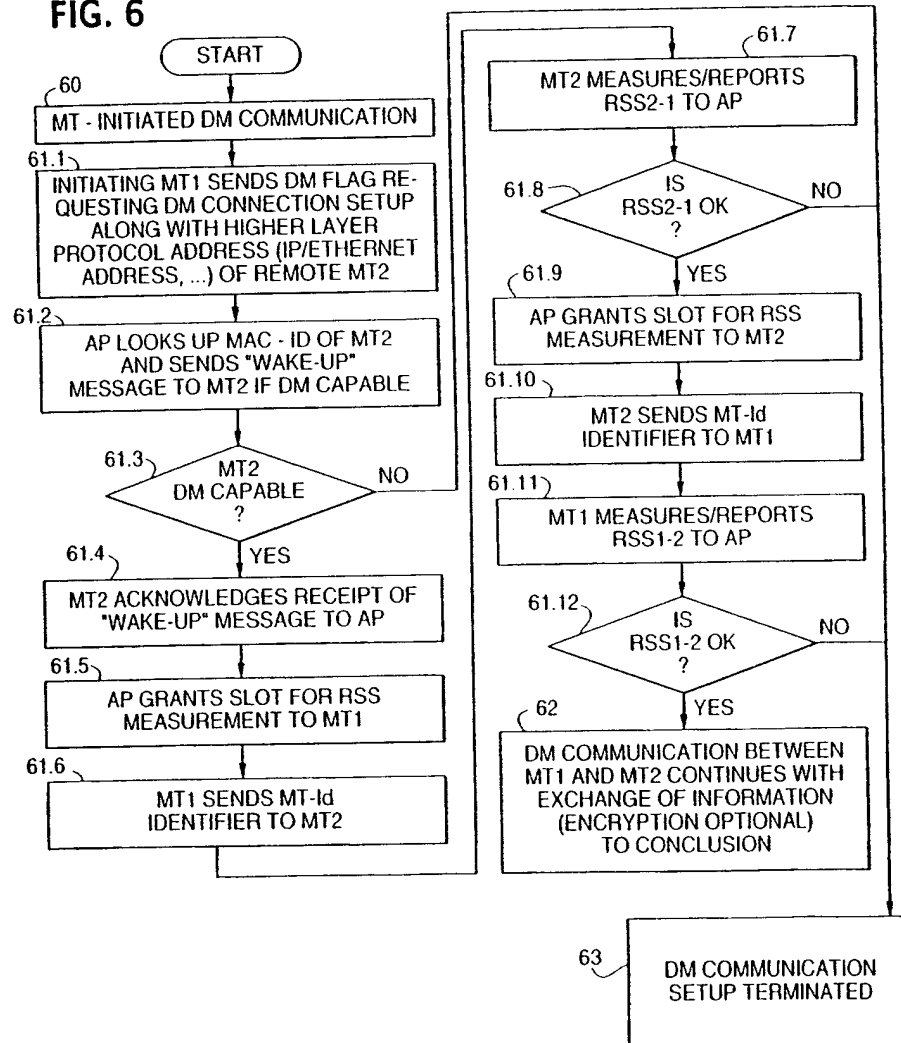 FIG. 6
START
60
MT - INITIATED DM COMMUNICATION
61.1
INITIATING MT1 SENDS DM FLAG RE-
QUESTING DM CONNECTION SETUP
ALONG WITH HIGHER LAYER
PROTOCOL ADDRESS (IP/ETHERNET
ADDRESS, ...) OF REMOTE MT2
61.2
AP LOOKS UP MAC - ID OF MT2
AND SENDS "WAKE-UP"
MESSAGE TO MT2 IF DM CAPABLE
61.3
MT2
DM CAPABLE
?
NO
YES
61.4
MT2 ACKNOWLEDGES RECEIPT OF
"WAKE-UP" MESSAGE TO AP
61.5
AP GRANTS SLOT FOR RSS
MEASUREMENT TO MT1
61.6
MT1 SENDS MT-Id
IDENTIFIER TO MT2
61.7
MT2 MEASURES/REPORTS
RSS2-1 TO AP
61.8
IS
RSS2-1 OK
?
NO
YES
61.9
AP GRANTS SLOT FOR RSS
MEASUREMENT TO MT2
61.10
MT2 SENDS MT-Id
IDENTIFIER TO MT1
61.11
MT1 MEASURES/REPORTS
RSS1-2 TO AP
61.12
IS
RSS1-2 OK
?
NO
YES
62
DM COMMUNICATION BETWEEN
MT1 AND MT2 CONTINUES WITH
EXCHANGE OF INFORMATION
(ENCRYPTION OPTIONAL)
TO CONCLUSION
63
DM COMMUNICATION
SETUP TERMINATED